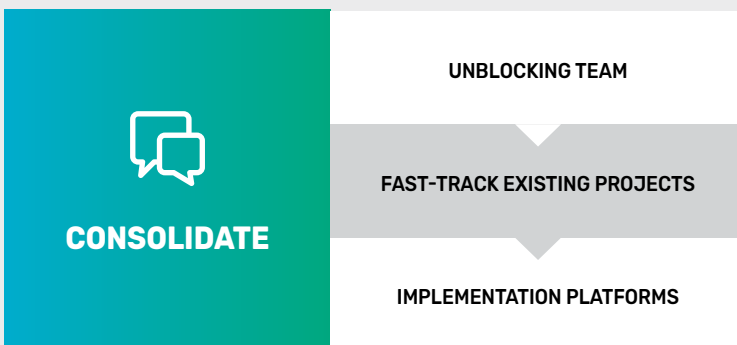 CONSOLIDATE
UNBLOCKING TEAM
FAST-TRACK EXISTING PROJECTS
IMPLEMENTATION PLATFORMS